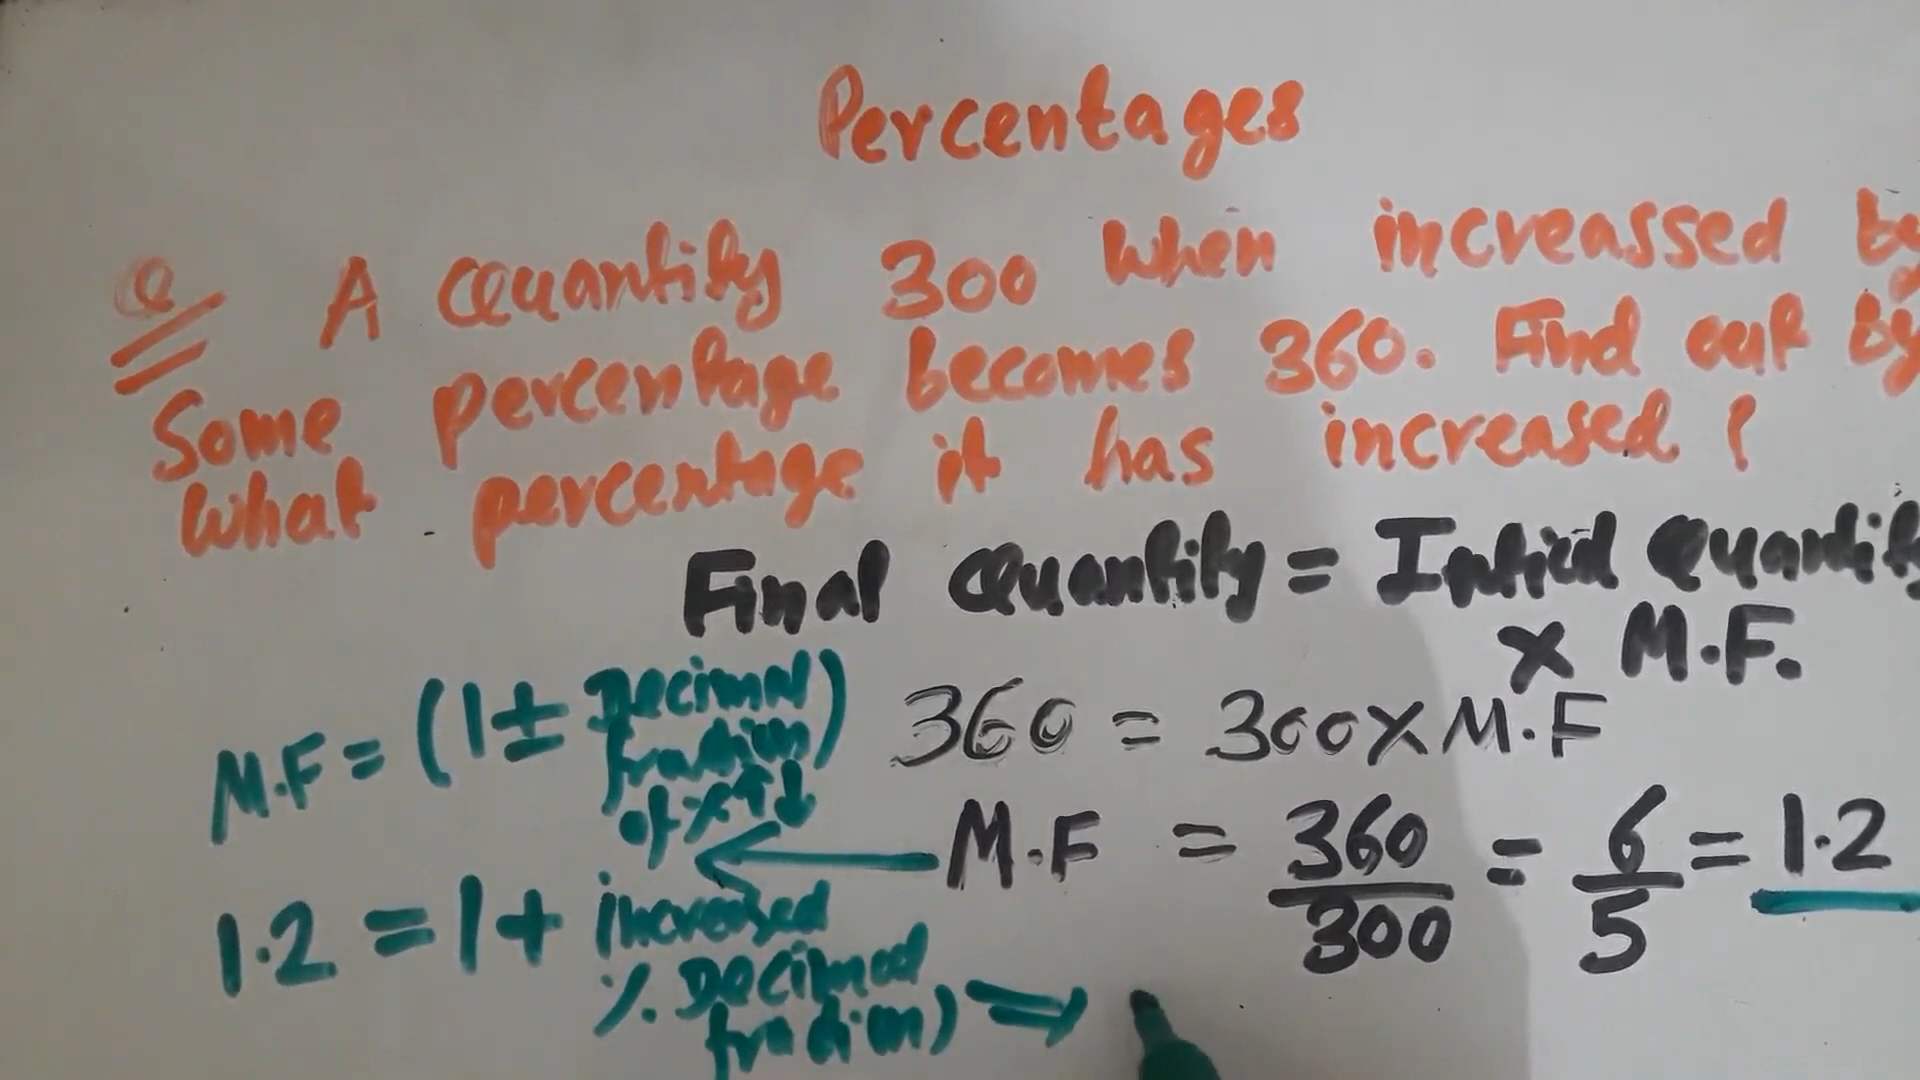 Percentages
Q A Quantity 300 when increassed by
Some percentage becomes 360. Find out by
what percentage it has increased ?
Final Quantity = Initial Quantity
× M.F.
M.F = (1 ± Decimal fraction of % ↑↓)
360 = 300 × M.F
M.F = 360/300 = 6/5 = 1.2
1.2 = 1 + increased
% Decimal
fraction) ⇒